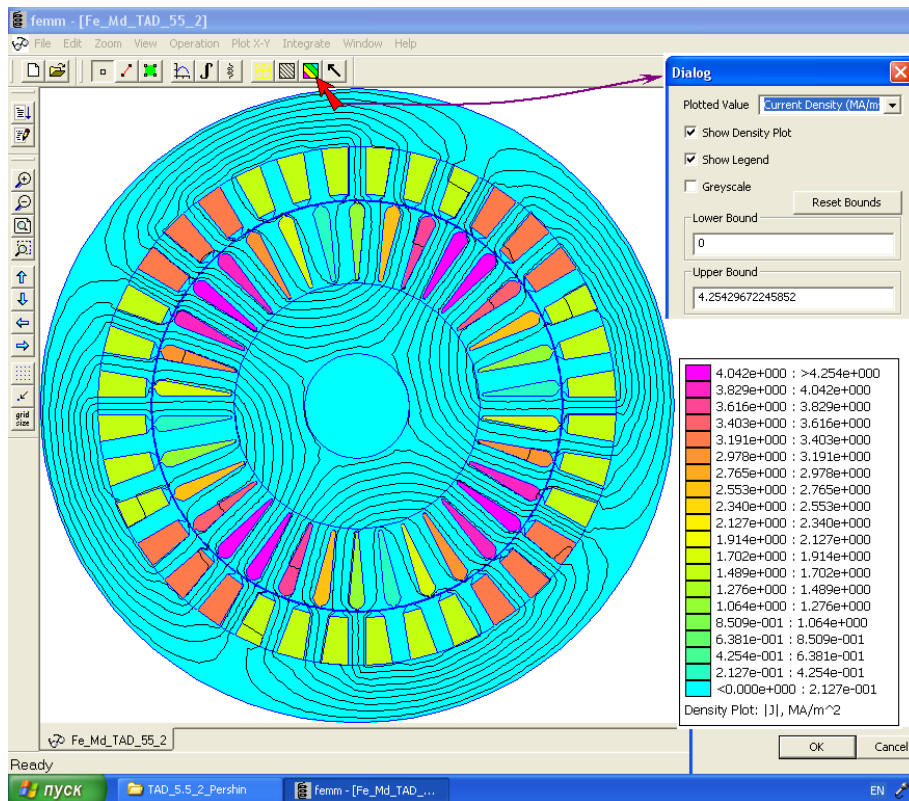 femm - [Fe_Md_TAD_55_2]
File Edit Zoom View Operation Plot X-Y Integrate Window Help
Dialog
Plotted Value Current Density (MA/m
Show Density Plot
Show Legend
Greyscale
Reset Bounds
Lower Bound
0
Upper Bound
4.25429672245852
grid
size
4.042e+000 : >4.254e+000
3.829e+000 : 4.042e+000
3.616e+000 : 3.829e+000
3.403e+000 : 3.616e+000
3.191e+000 : 3.403e+000
2.978e+000 : 3.191e+000
2.765e+000 : 2.978e+000
2.553e+000 : 2.765e+000
2.340e+000 : 2.553e+000
2.127e+000 : 2.340e+000
1.914e+000 : 2.127e+000
1.702e+000 : 1.914e+000
1.489e+000 : 1.702e+000
1.276e+000 : 1.489e+000
1.064e+000 : 1.276e+000
8.509e-001 : 1.064e+000
6.381e-001 : 8.509e-001
4.254e-001 : 6.381e-001
2.127e-001 : 4.254e-001
<0.000e+000 : 2.127e-001
Density Plot: |J|, MA/m^2
Fe_Md_TAD_55_2
OK Cancel
Ready
пуск TAD_5.5_2_Pershin femm - [Fe_Md_TAD_... EN